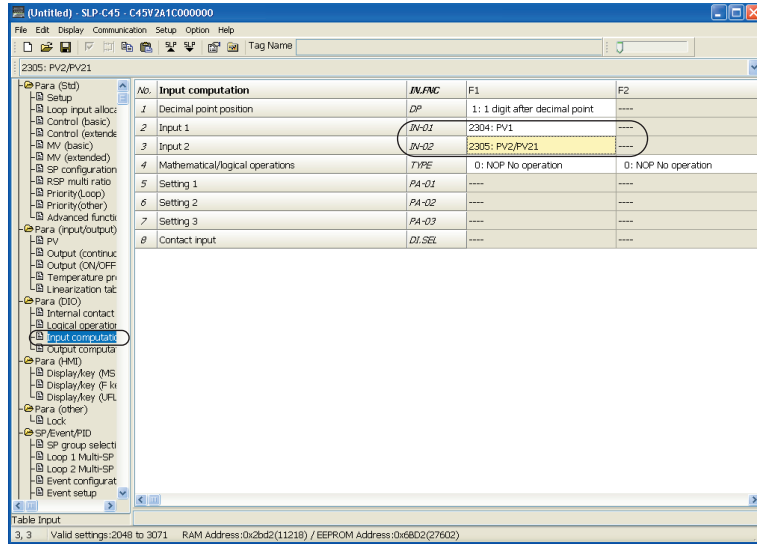 (Untitled) - SLP-C45 - C45V2A1C000000
File Edit Display Communication Setup Option Help
Tag Name
2305: PV2/PV21
Para (Std)
Setup
Loop input alloca
Control (basic)
Control (extende
MV (basic)
MV (extended)
SP configuration
RSP multi ratio
Priority(Loop)
Priority(other)
Advanced functi
Para (input/output)
PV
Output (continuc
Output (ON/OFF
Temperature pr
Linearization tab
Para (DIO)
Internal contact
Logical operation
Input computatio
Output computa
Para (HMI)
Display/key (MS
Display/key (F ke
Display/key (UFL
Para (other)
Lock
SP/Event/PID
SP group selecti
Loop 1 Multi-SP
Loop 2 Multi-SP
Event configurat
Event setup
No. Input computation IN.FNC F1 F2
1 Decimal point position DP 1: 1 digit after decimal point ----
2 Input 1 IN-01 2304: PV1 ----
3 Input 2 IN-02 2305: PV2/PV21 ----
4 Mathematical/logical operations TYPE 0: NOP No operation 0: NOP No operation
5 Setting 1 PA-01 ---- ----
6 Setting 2 PA-02 ---- ----
7 Setting 3 PA-03 ---- ----
8 Contact input DI.SEL ---- ----
Table Input
3, 3 Valid settings:2048 to 3071 RAM Address:0x2bd2(11218) / EEPROM Address:0x6BD2(27602)